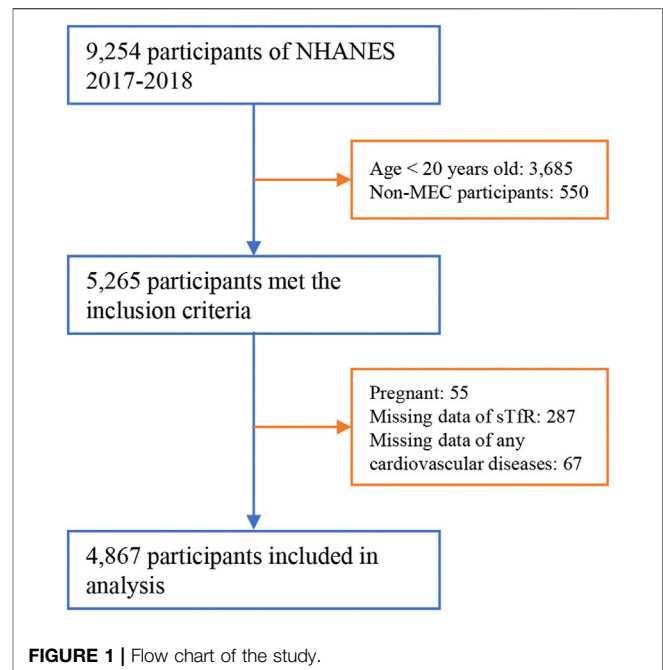 9,254 participants of NHANES
2017-2018
Age < 20 years old: 3,685
Non-MEC participants: 550
5,265 participants met the
inclusion criteria
Pregnant: 55
Missing data of sTfR: 287
Missing data of any
cardiovascular diseases: 67
4,867 participants included in
analysis
FIGURE 1 | Flow chart of the study.